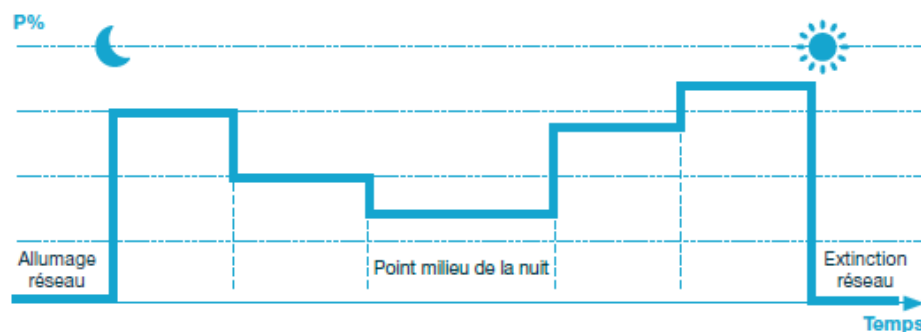 P%
Allumage
réseau
Point milieu de la nuit
Extinction
réseau
Temps